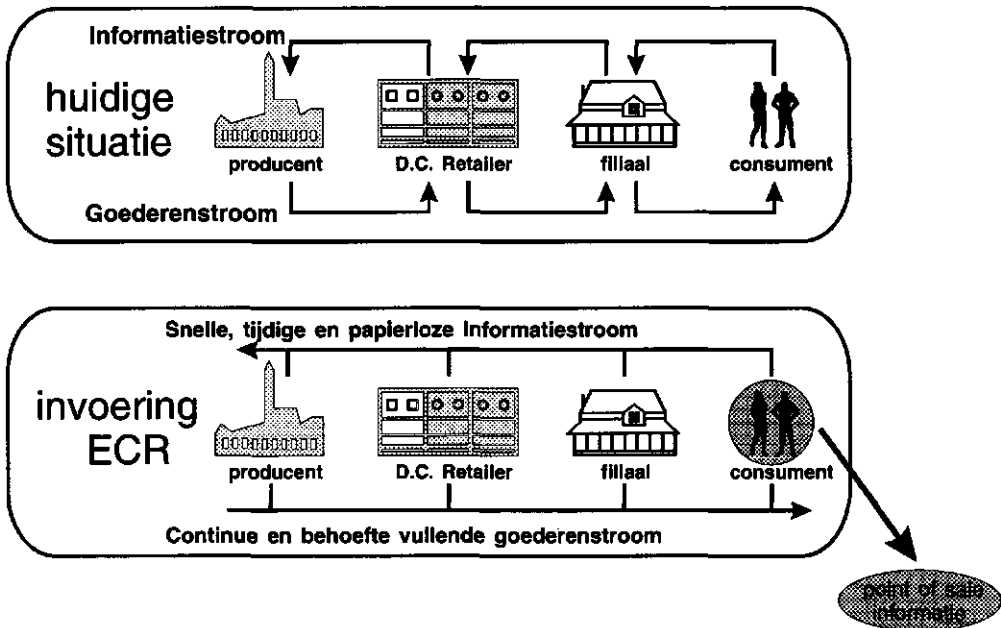 Informatiestroom
huidige
situatie
producent D.C. Retailer filiaal consument
Goederenstroom
Snelle, tijdige en papierloze Informatiestroom
invoering
ECR
producent D.C. Retailer filiaal consument
Continue en behoefte vullende goederenstroom
point of sale
informatie